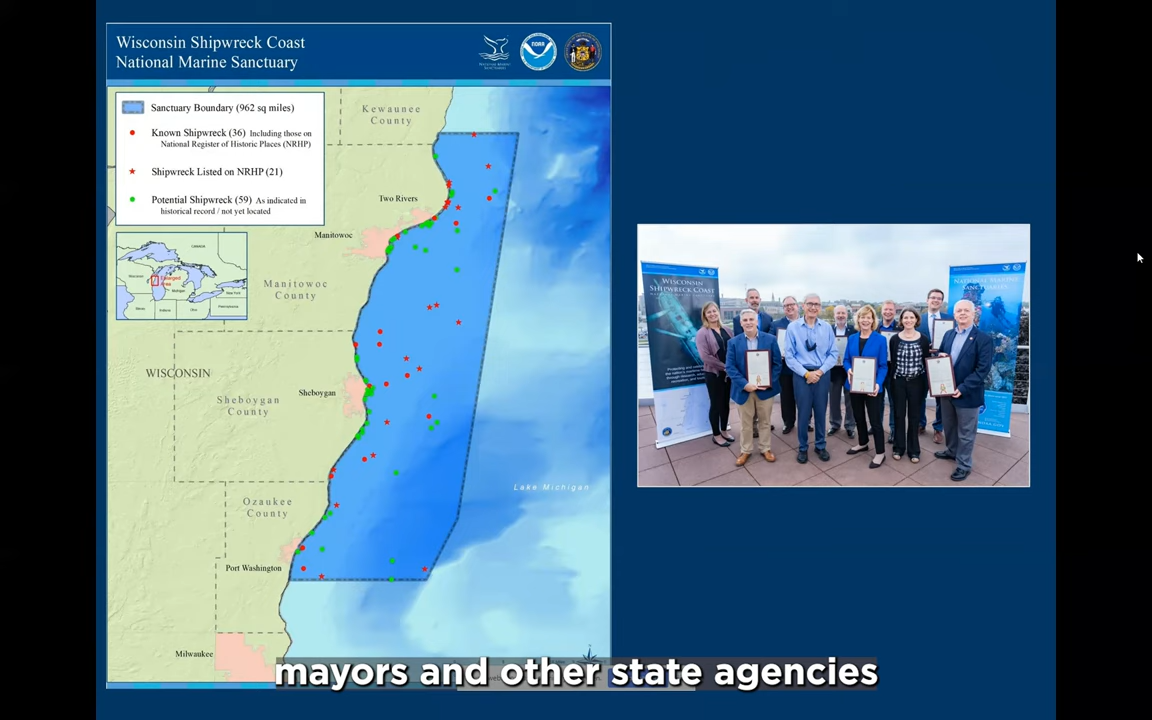 Wisconsin Shipwreck Coast
National Marine Sanctuary
NOAA
Sanctuary Boundary (962 sq miles)
Known Shipwreck (36) Including those on
National Register of Historic Places (NRHP)
Shipwreck Listed on NRHP (21)
Potential Shipwreck (59) As indicated in
historical record / not yet located
CANADA
Kewaunee
County
Two Rivers
Manitowoc
Manitowoc
County
WISCONSIN
Sheboygan
Sheboygan
County
Ozaukee
County
Lake Michigan
Port Washington
Milwaukee
WISCONSIN
SHIPWRECK COAST
NATIONAL MARINE
SANCTUARIES
mayors and other state agencies